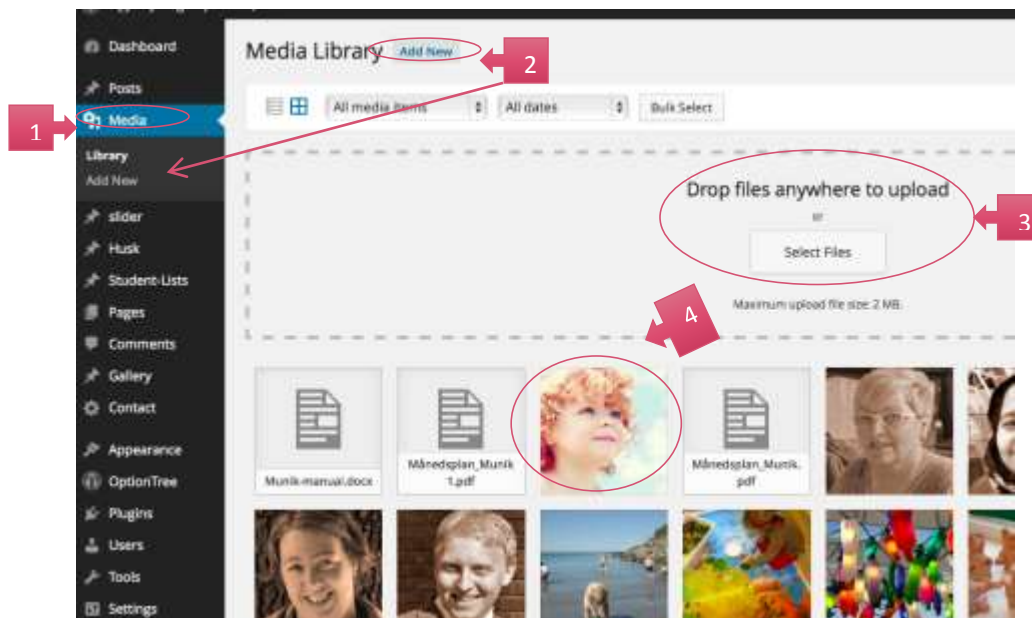 Dashboard
Posts
Media
Library
Add New
slider
Husk
Student-Lists
Pages
Comments
Gallery
Contact
Appearance
OptionTree
Plugins
Users
Tools
Settings
Media Library
Add New
All media items
All dates
Bulk Select
Drop files anywhere to upload
or
Select Files
Maximum upload file size: 2 MB.
Munik-manual.docx
Månedsplan_Munik
1.pdf
Månedsplan_Munik.
pdf
1
2
3
4